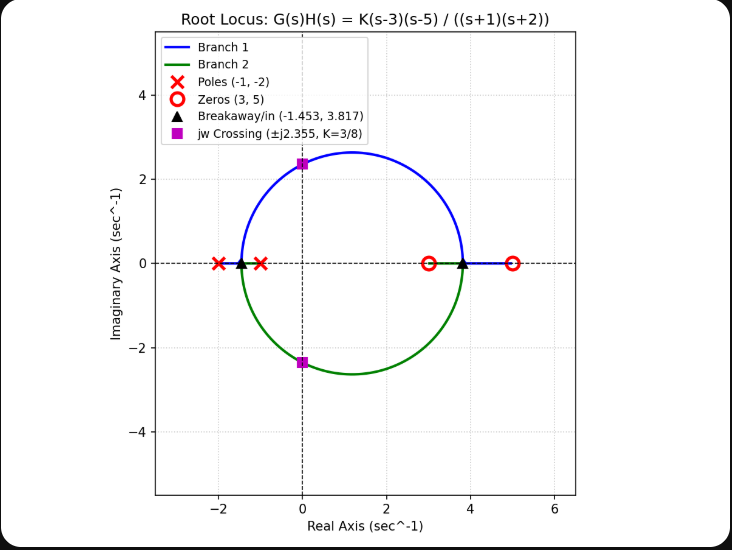 Root Locus: G(s)H(s) = K(s-3)(s-5) / ((s+1)(s+2))
Branch 1
Branch 2
Poles (-1, -2)
Zeros (3, 5)
Breakaway/in (-1.453, 3.817)
jw Crossing (±j2.355, K=3/8)
4
2
0
−2
−4
Imaginary Axis (sec^-1)
−2 0 2 4 6
Real Axis (sec^-1)